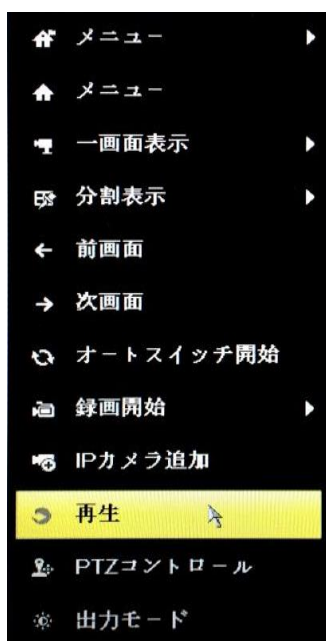 メニュー
メニュー
一画面表示
分割表示
前画面
次画面
オートスイッチ開始
録画開始
IPカメラ追加
再生
PTZコントロール
出力モード